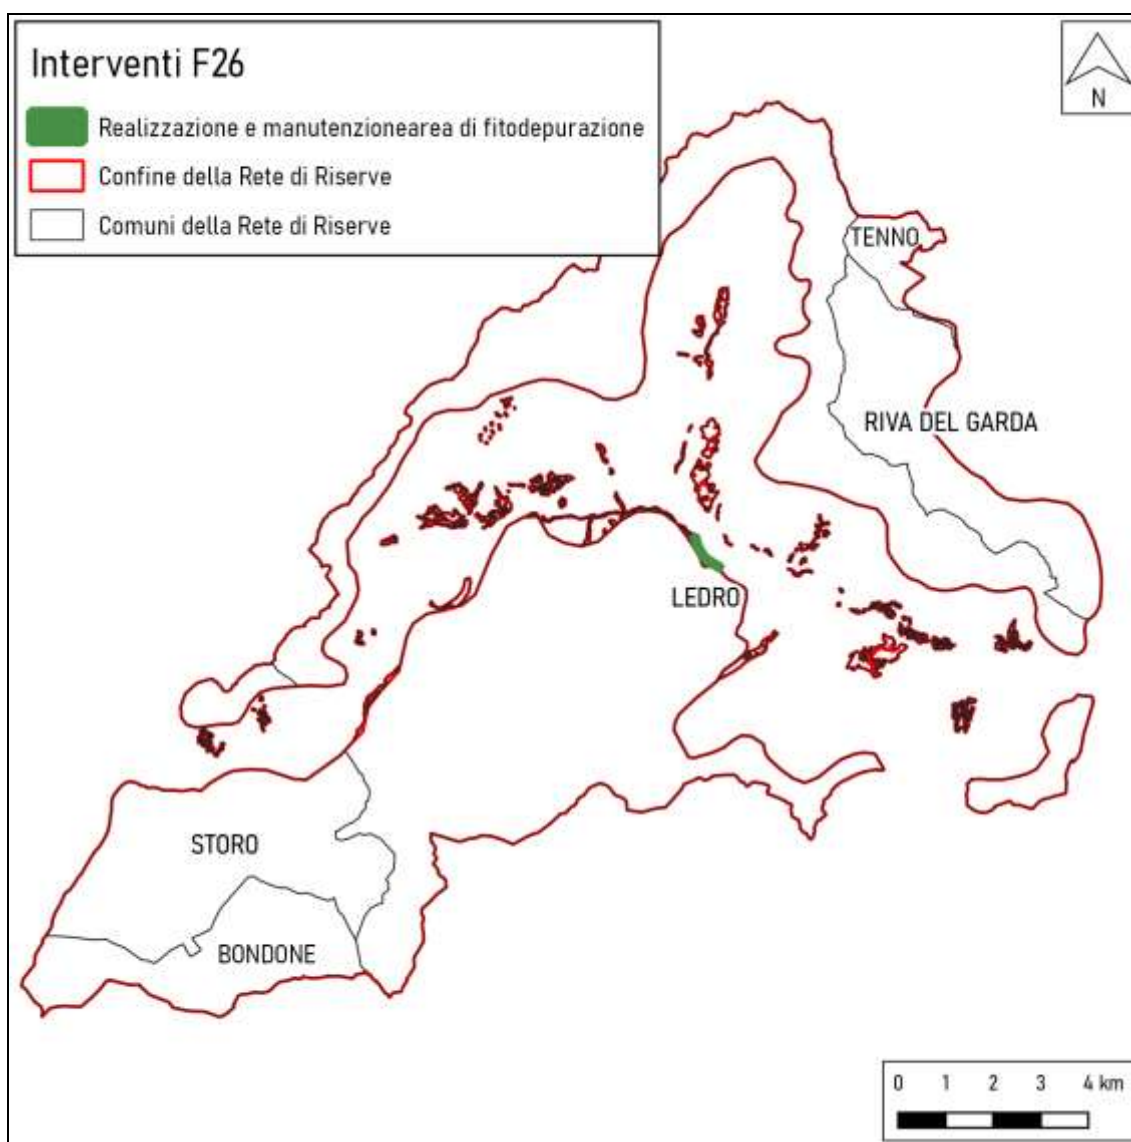 Interventi F26
Realizzazione e manutenzionearea di fitodepurazione
Confine della Rete di Riserve
Comuni della Rete di Riserve
N
TENNO
RIVA DEL GARDA
LEDRO
STORO
BONDONE
0 1 2 3 4 km